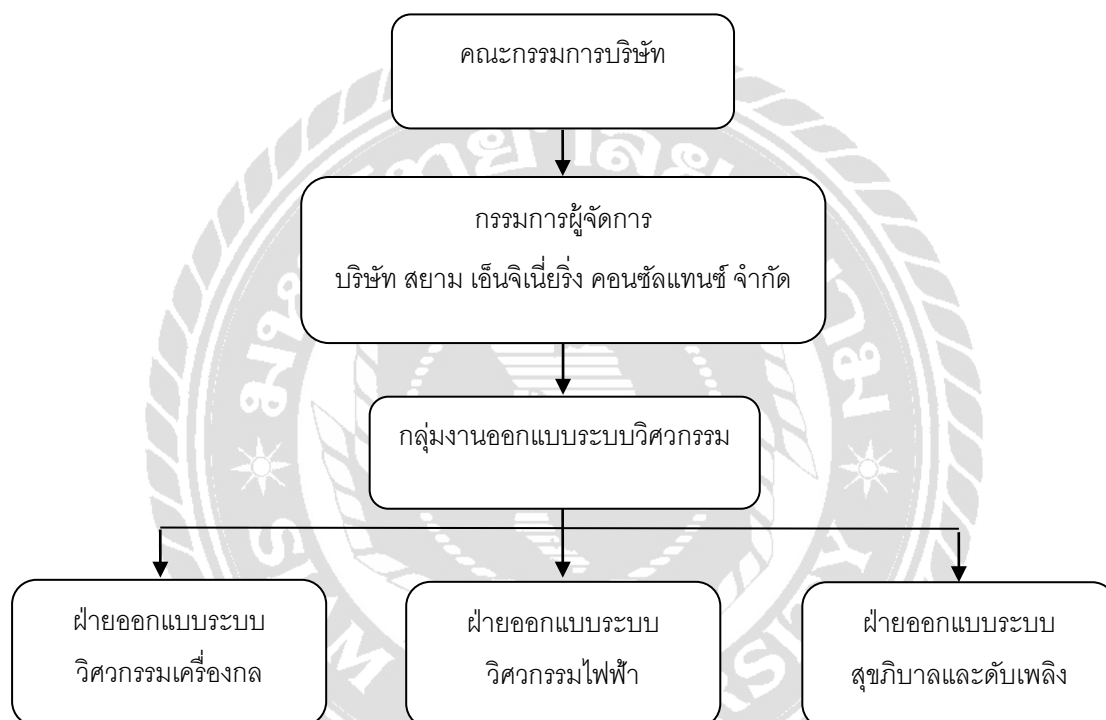 คณะกรรมการบริษัท
กรรมการผู้จัดการ
บริษัท สยาม เอ็นจิเนี่ยริ่ง คอนซัลแทนซ์ จำกัด
กลุ่มงานออกแบบระบบวิศวกรรม
ฝ่ายออกแบบระบบ
วิศวกรรมเครื่องกล
ฝ่ายออกแบบระบบ
วิศวกรรมไฟฟ้า
ฝ่ายออกแบบระบบ
สุขภิบาลและดับเพลิง